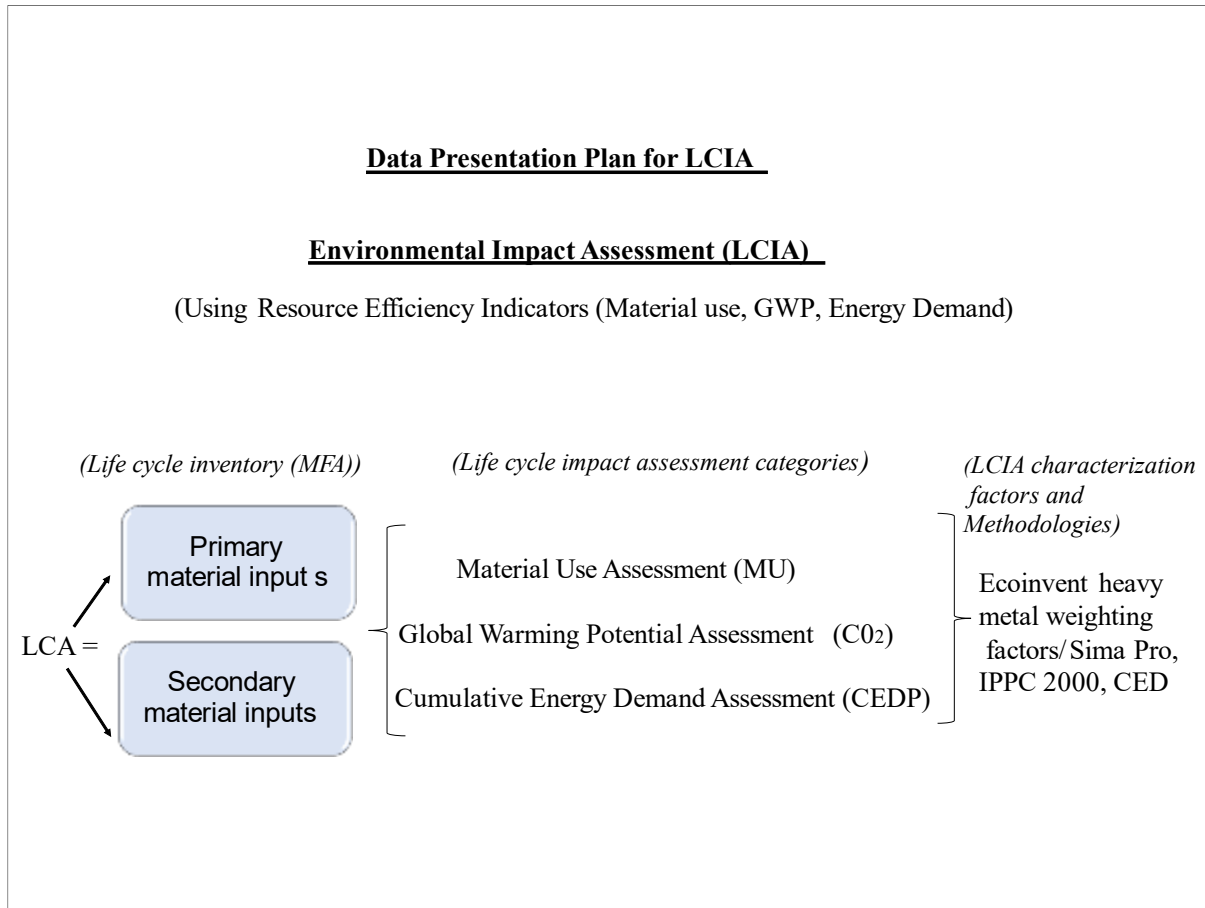 Data Presentation Plan for LCIA
Environmental Impact Assessment (LCIA)
(Using Resource Efficiency Indicators (Material use, GWP, Energy Demand)
(Life cycle inventory (MFA))
(Life cycle impact assessment categories)
(LCIA characterization
factors and
Methodologies)
LCA =
Primary
material input s
Secondary
material inputs
Material Use Assessment (MU)
Global Warming Potential Assessment (C02)
Cumulative Energy Demand Assessment (CEDP)
Ecoinvent heavy
metal weighting
factors/ Sima Pro,
IPPC 2000, CED